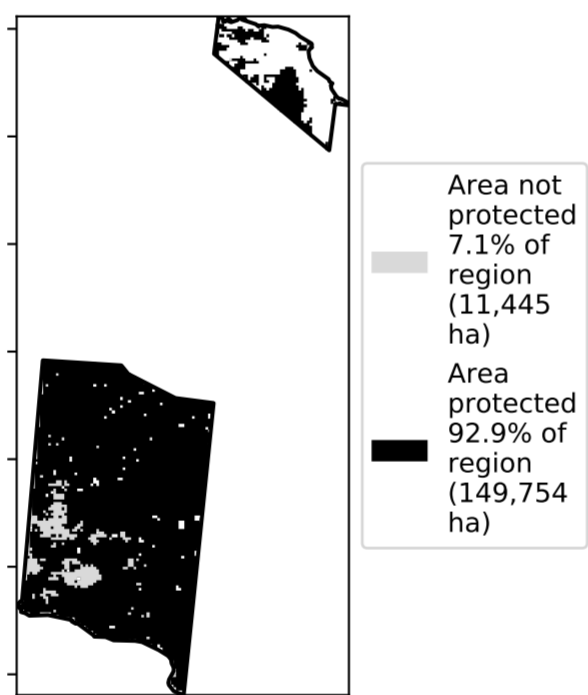 Area not
protected
7.1% of
region
(11,445
ha)
Area
protected
92.9% of
region
(149,754
ha)